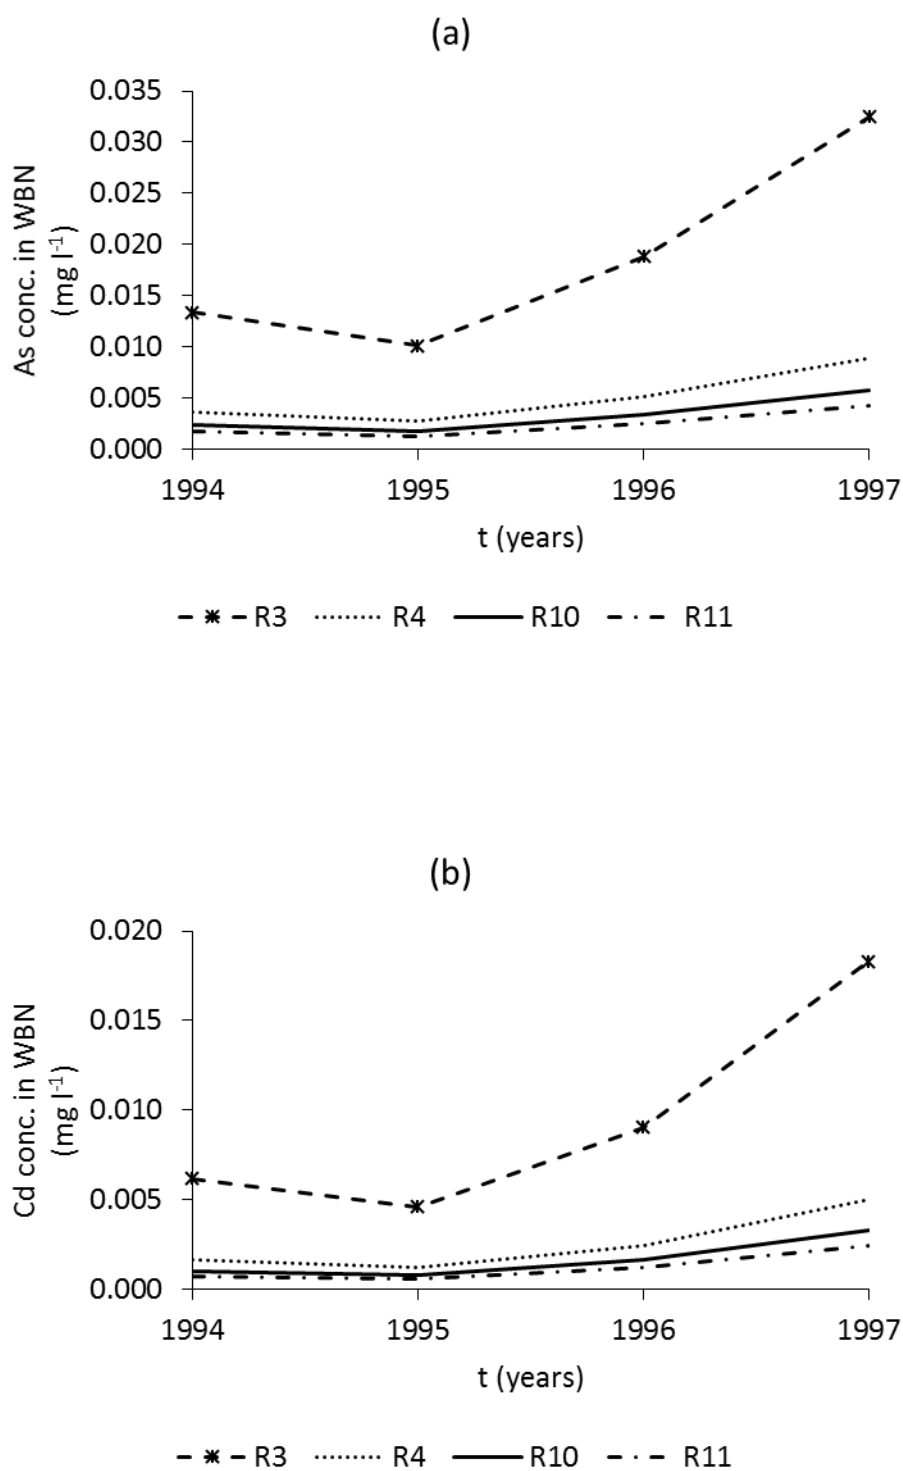 (a)
As conc. in WBN
(mg l⁻¹)
0.035
0.030
0.025
0.020
0.015
0.010
0.005
0.000
1994 1995 1996 1997
t (years)
R3 R4 R10 R11
(b)
Cd conc. in WBN
(mg l⁻¹)
0.020
0.015
0.010
0.005
0.000
1994 1995 1996 1997
t (years)
R3 R4 R10 R11